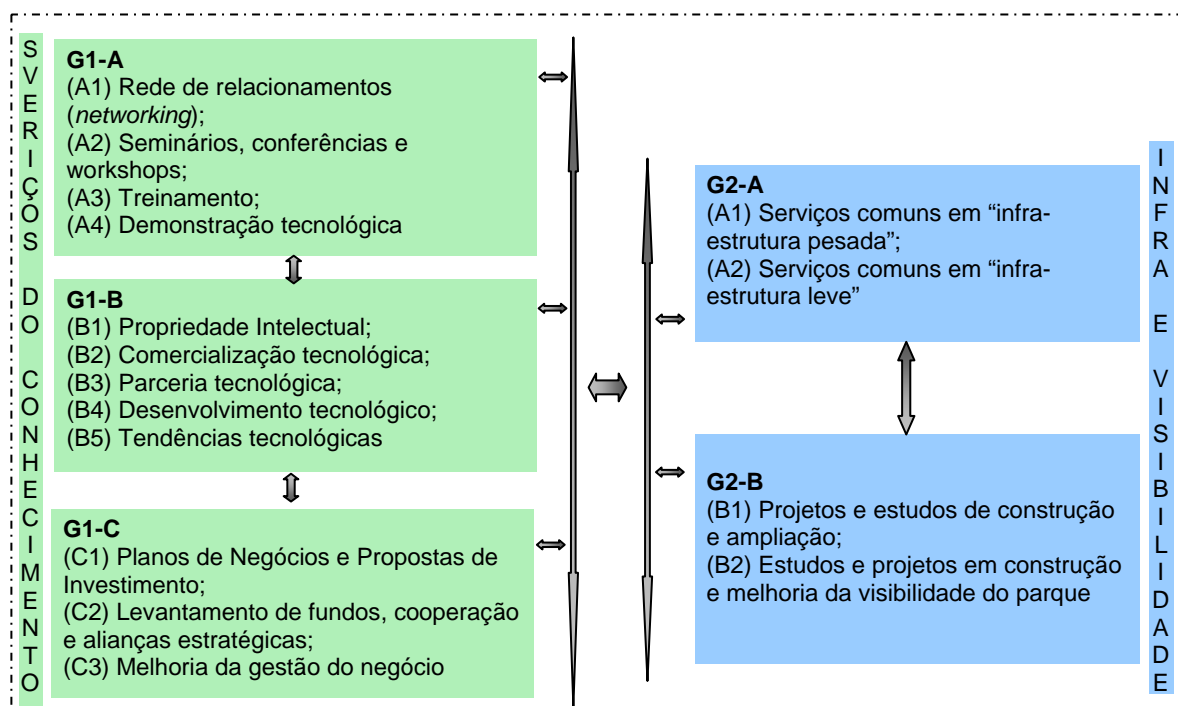 SVERIÇOS DO CONHECIMENTO
G1-A
(A1) Rede de relacionamentos
(networking);
(A2) Seminários, conferências e
workshops;
(A3) Treinamento;
(A4) Demonstração tecnológica
G1-B
(B1) Propriedade Intelectual;
(B2) Comercialização tecnológica;
(B3) Parceria tecnológica;
(B4) Desenvolvimento tecnológico;
(B5) Tendências tecnológicas
G1-C
(C1) Planos de Negócios e Propostas de
Investimento;
(C2) Levantamento de fundos, cooperação
e alianças estratégicas;
(C3) Melhoria da gestão do negócio
G2-A
(A1) Serviços comuns em “infra-
estrutura pesada”;
(A2) Serviços comuns em “infra-
estrutura leve”
G2-B
(B1) Projetos e estudos de construção
e ampliação;
(B2) Estudos e projetos em construção
e melhoria da visibilidade do parque
INFRA E VISIBILIDADE